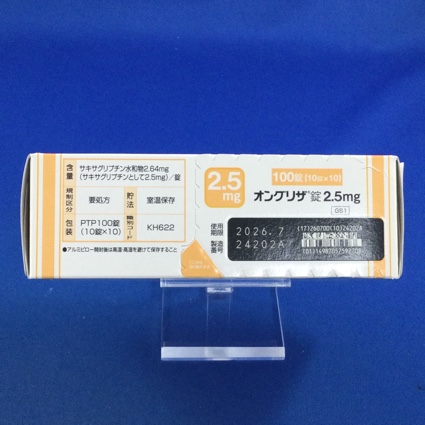 含量
サキサグリプチン水和物2.64mg
(サキサグリプチンとして2.5mg)/錠
規制区分
要処方
貯法
室温保存
包装
PTP100錠
(10錠×10)
識別コード
KH622
●アルミピロー開封後は高温・高湿を避けて保存すること
2.5
mg
100錠(10錠×10)
オングリザ®錠 2.5mg
使用
期限
2026.7
製造
番号
24202A
(17)260700(10)24202A